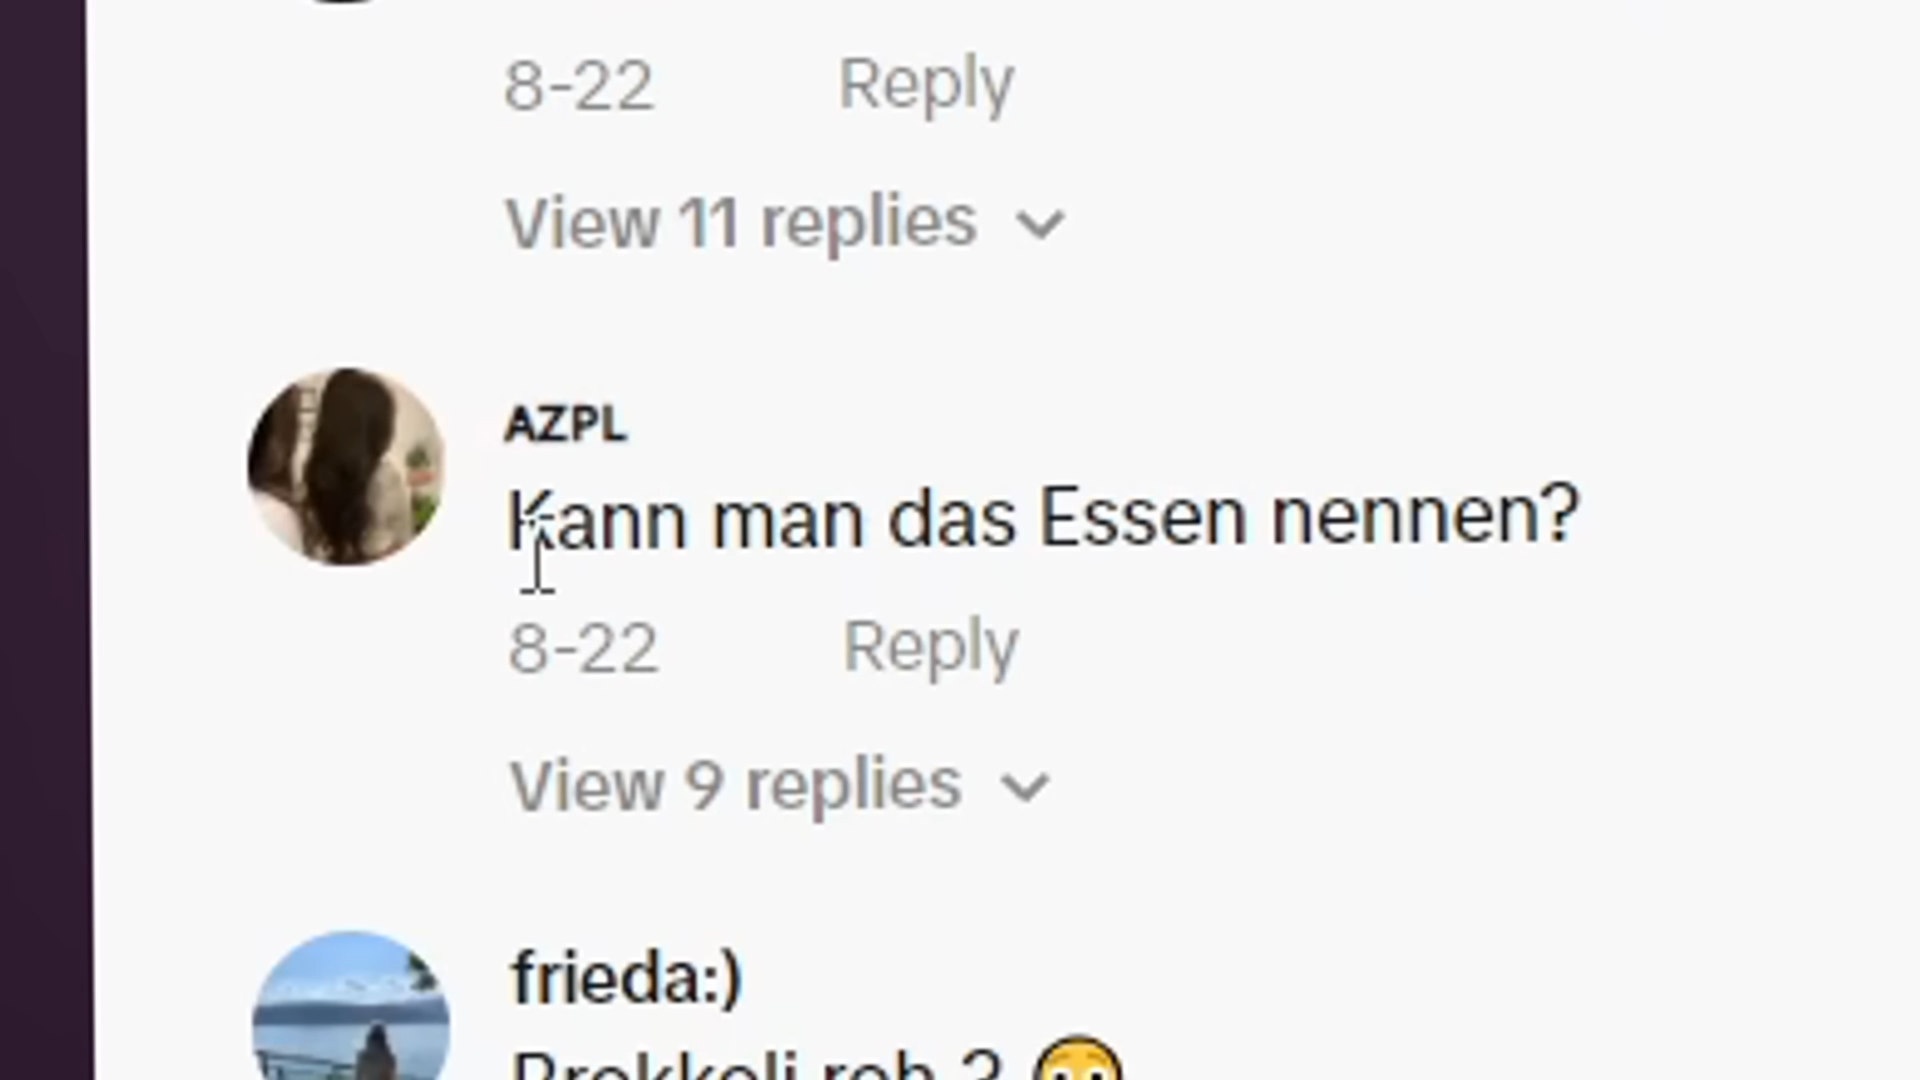 8-22 Reply
View 11 replies
AZPL
Kann man das Essen nennen?
8-22 Reply
View 9 replies
frieda:)
Brokkoli roh ? 😳